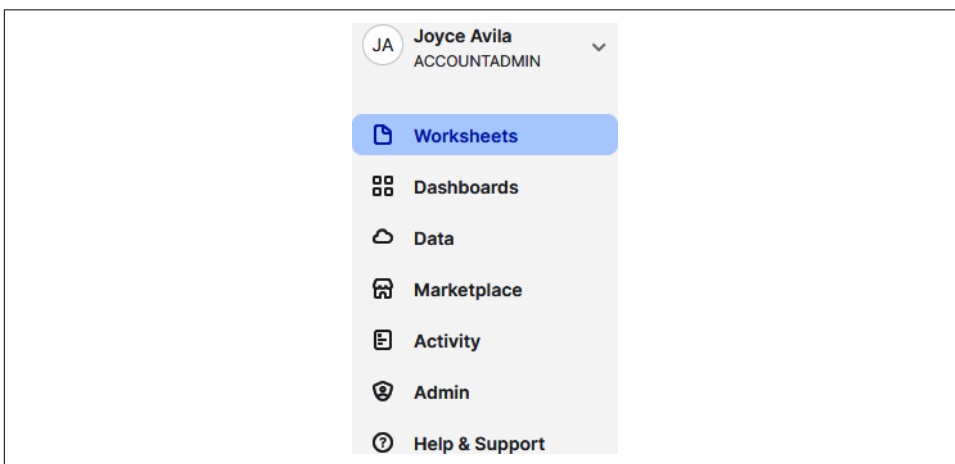 JA
Joyce Avila
ACCOUNTADMIN
Worksheets
Dashboards
Data
Marketplace
Activity
Admin
Help & Support